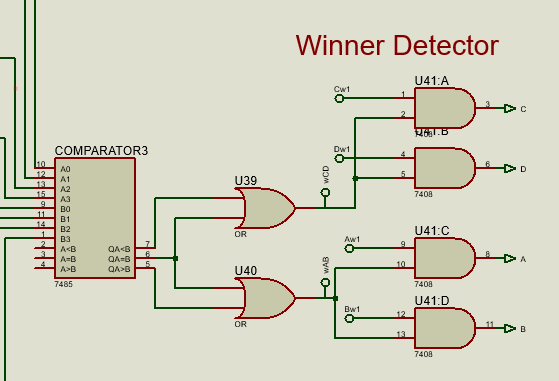 Winner Detector
U41:A
Cw1
1
3
C
2
7408
U41:B
Dw1
4
6
D
5
wCD
7408
COMPARATOR3
10
A0
12
A1
13
A2
15
A3
9
B0
11
B1
14
B2
1
B3
2
A<B
QA<B
7
3
A=B
QA=B
6
4
A>B
QA>B
5
7485
U39
OR
U40
OR
wAB
U41:C
Aw1
9
8
A
10
7408
U41:D
Bw1
12
11
B
13
7408